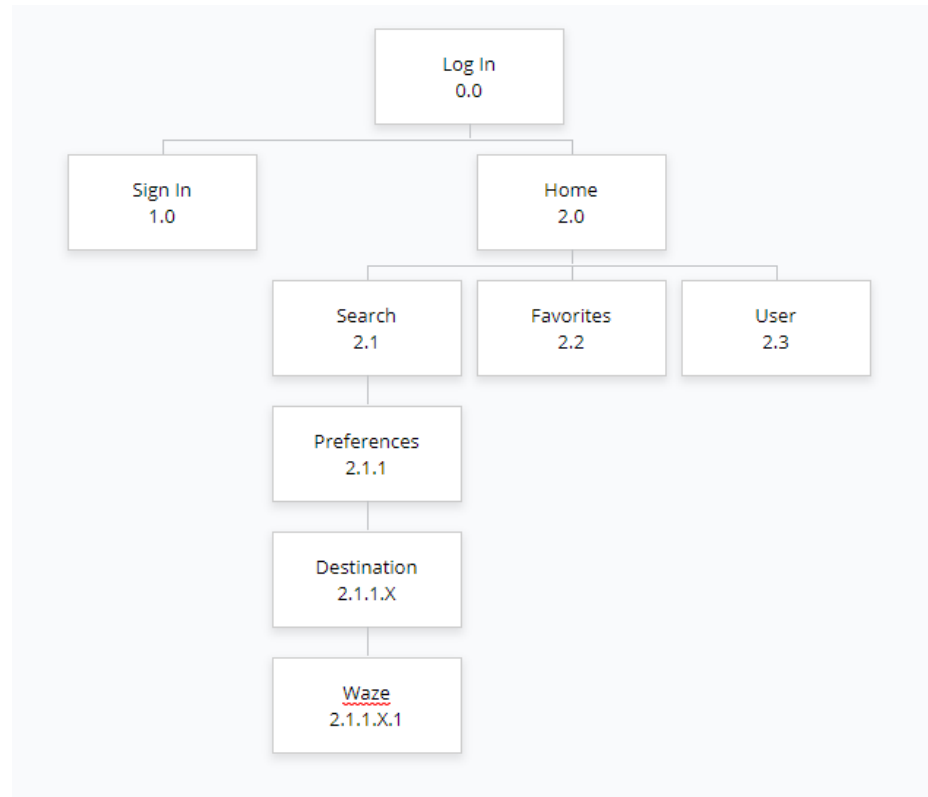 Log In
0.0
Sign In
1.0
Home
2.0
Search
2.1
Favorites
2.2
User
2.3
Preferences
2.1.1
Destination
2.1.1.X
Waze
2.1.1.X.1